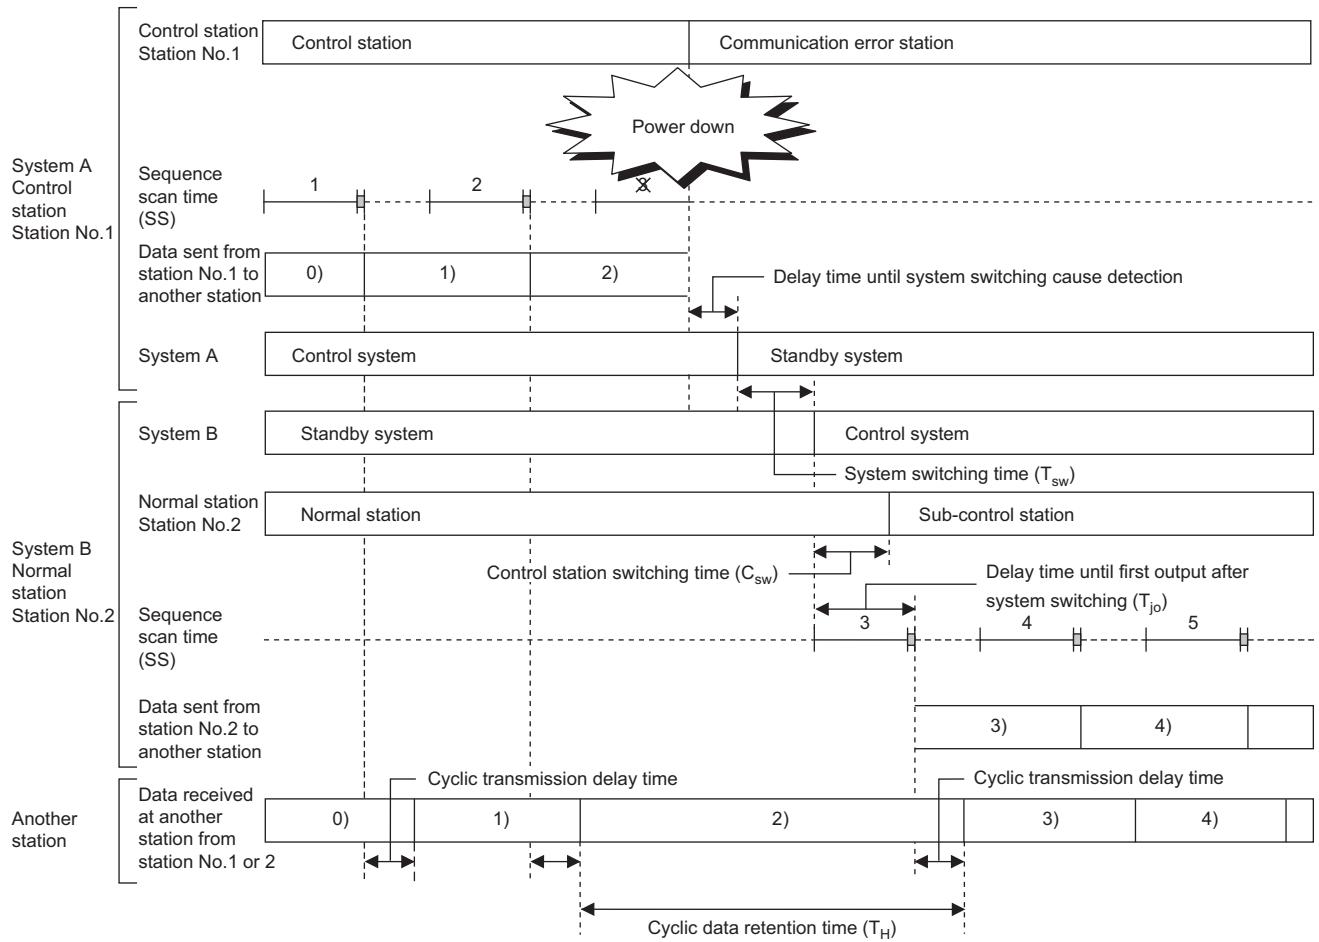 Control station
Station No.1
Control station
Communication error station
Power down
System A
Control
station
Station No.1
Sequence
scan time
(SS)
1
2
3
Data sent from
station No.1 to
another station
0)
1)
2)
Delay time until system switching cause detection
System A
Control system
Standby system
System B
Standby system
Control system
System switching time (Tsw)
Normal station
Station No.2
Normal station
Sub-control station
System B
Normal
station
Station No.2
Control station switching time (Csw)
Delay time until first output after
system switching (Tjo)
Sequence
scan time
(SS)
3
4
5
Data sent from
station No.2 to
another station
3)
4)
Cyclic transmission delay time
Cyclic transmission delay time
Another
station
Data received
at another
station from
station No.1 or 2
0)
1)
2)
3)
4)
Cyclic data retention time (TH)